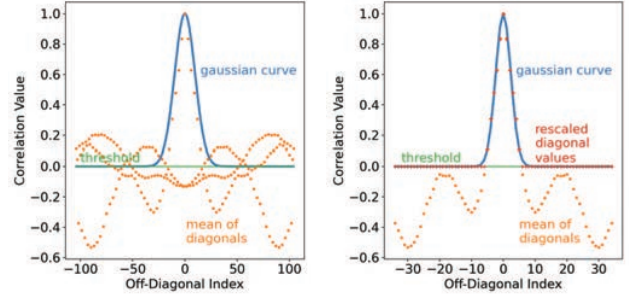 1.0
0.8
0.6
0.4
0.2
0.0
−0.2
−0.4
−0.6
Correlation Value
gaussian curve
threshold
mean of
diagonals
−100
−50
0
50
100
Off-Diagonal Index
1.0
0.8
0.6
0.4
0.2
0.0
−0.2
−0.4
−0.6
Correlation Value
gaussian curve
rescaled
diagonal
values
threshold
mean of
diagonals
−30
−20
−10
0
10
20
30
Off-Diagonal Index